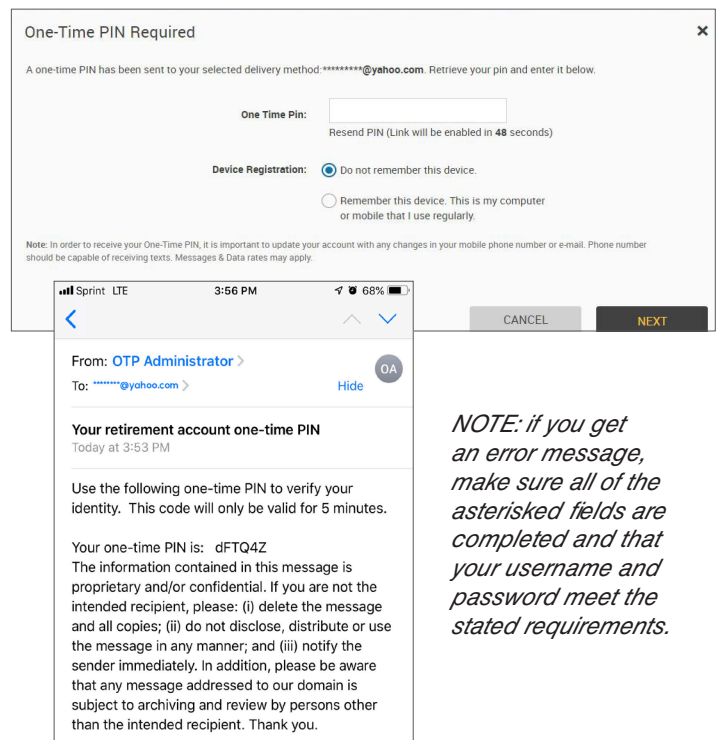 One-Time PIN Required
A one-time PIN has been sent to your selected delivery method:*********@yahoo.com. Retrieve your pin and enter it below.
One Time Pin:
Resend PIN (Link will be enabled in 48 seconds)
Device Registration:
Do not remember this device.
Remember this device. This is my computer
or mobile that I use regularly.
Note: In order to receive your One-Time PIN, it is important to update your account with any changes in your mobile phone number or e-mail. Phone number
should be capable of receiving texts. Messages & Data rates may apply.
CANCEL
NEXT
Sprint LTE 3:56 PM 68%
From: OTP Administrator
OA
To: ********@yahoo.com
Hide
Your retirement account one-time PIN
Today at 3:53 PM
Use the following one-time PIN to verify your
identity. This code will only be valid for 5 minutes.
Your one-time PIN is: dFTQ4Z
The information contained in this message is
proprietary and/or confidential. If you are not the
intended recipient, please: (i) delete the message
and all copies; (ii) do not disclose, distribute or use
the message in any manner; and (iii) notify the
sender immediately. In addition, please be aware
that any message addressed to our domain is
subject to archiving and review by persons other
than the intended recipient. Thank you.
NOTE: if you get
an error message,
make sure all of the
asterisked fields are
completed and that
your username and
password meet the
stated requirements.